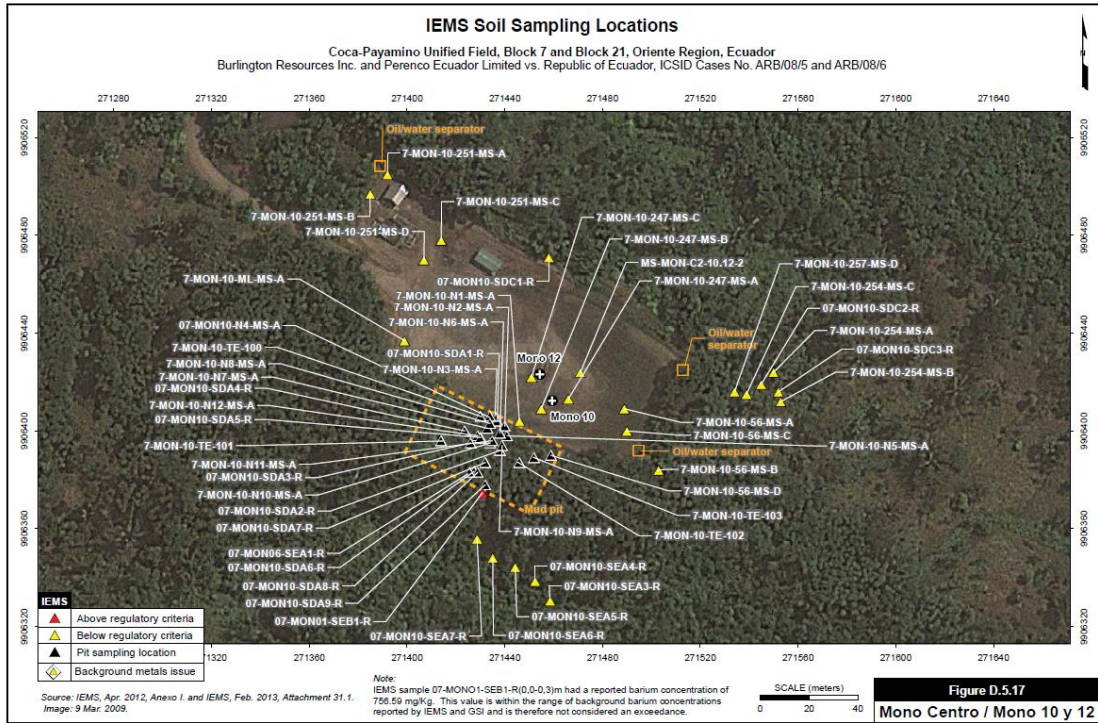 IEMS Soil Sampling Locations
Coca-Payamino Unified Field, Block 7 and Block 21, Oriente Region, Ecuador
Burlington Resources Inc. and Perenco Ecuador Limited vs. Republic of Ecuador, ICSID Cases No. ARB/08/5 and ARB/08/6
271280 271320 271360 271400 271440 271480 271520 271560 271600 271640
9906520 9906520
Oil/water separator
7-MON-10-251-MS-A
7-MON-10-251-MS-B
7-MON-10-251-MS-C
7-MON-10-247-MS-C
7-MON-10-251-MS-D
7-MON-10-247-MS-B
9906480 9906480
MS-MON-C2-10,12-2
7-MON-10-257-MS-D
7-MON-10-ML-MS-A
07-MON10-SDC1-R
7-MON-10-247-MS-A
7-MON-10-254-MS-C
7-MON-10-N1-MS-A
7-MON-10-N2-MS-A
07-MON10-SDC2-R
07-MON10-N4-MS-A
7-MON-10-N6-MS-A
7-MON-10-254-MS-A
9906440 9906440
Oil/water
separator
7-MON-10-TE-100
07-MON10-SDA1-R
07-MON10-SDC3-R
7-MON-10-N8-MS-A
Mono 12
7-MON-10-N3-MS-A
7-MON-10-254-MS-B
7-MON-10-N7-MS-A
07-MON10-SDA4-R
7-MON-10-N12-MS-A
Mono 10
7-MON-10-56-MS-A
07-MON10-SDA5-R
9906400 9906400
7-MON-10-56-MS-C
7-MON-10-N5-MS-A
7-MON-10-TE-101
Oil/water separator
7-MON-10-N11-MS-A
7-MON-10-56-MS-B
07-MON10-SDA3-R
7-MON-10-56-MS-D
7-MON-10-N10-MS-A
07-MON10-SDA2-R
Mud pit
7-MON-10-TE-103
07-MON10-SDA7-R
7-MON-10-N9-MS-A
7-MON-10-TE-102
9906360 9906360
07-MON06-SEA1-R
07-MON10-SDA6-R
07-MON10-SEA4-R
07-MON10-SDA8-R
07-MON10-SEA3-R
07-MON10-SDA9-R
07-MON10-SEA5-R
07-MON01-SEB1-R
07-MON10-SEA7-R
07-MON10-SEA6-R
9906320 9906320
IEMS
Above regulatory criteria
Below regulatory criteria
Pit sampling location
Background metals issue
271320 271360 271400 271440 271480 271520 271560 271600 271640
Source: IEMS, Apr. 2012, Anexo I. and IEMS, Feb. 2013, Attachment 31.1.
Image: 9 Mar. 2009.
Note:
IEMS sample 07-MONO1-SEB1-R(0,0-0,3)m had a reported barium concentration of
756.59 mg/Kg. This value is within the range of background barium concentrations
reported by IEMS and GSI and is therefore not considered an exceedance.
SCALE (meters)
0 20 40
Figure D.5.17
Mono Centro / Mono 10 y 12